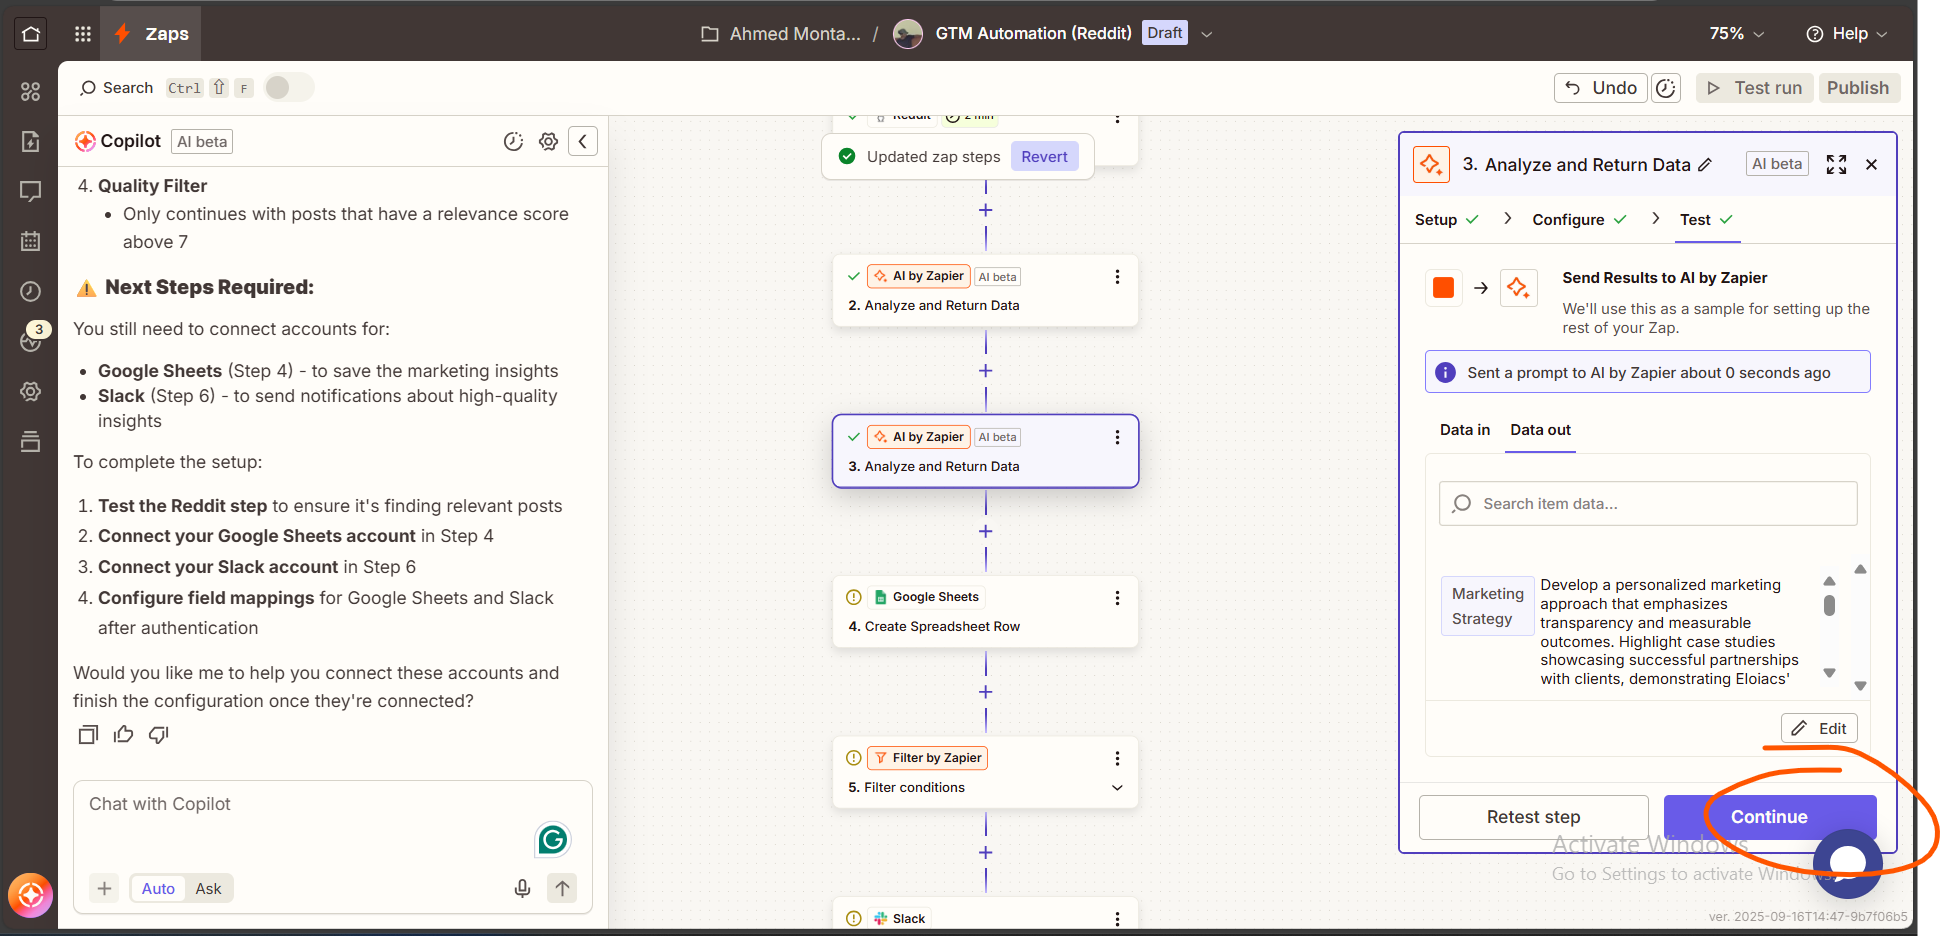 Zaps
Ahmed Monta... / GTM Automation (Reddit) Draft
75%
Help
Search Ctrl ⇧ F
Undo
Test run
Publish
Copilot AI beta
3
4. Quality Filter
• Only continues with posts that have a relevance score
above 7
⚠️ Next Steps Required:
You still need to connect accounts for:
• Google Sheets (Step 4) - to save the marketing insights
• Slack (Step 6) - to send notifications about high-quality
insights
To complete the setup:
1. Test the Reddit step to ensure it's finding relevant posts
2. Connect your Google Sheets account in Step 4
3. Connect your Slack account in Step 6
4. Configure field mappings for Google Sheets and Slack
after authentication
Would you like me to help you connect these accounts and
finish the configuration once they're connected?
Chat with Copilot
Auto Ask
Reddit 2 min
Updated zap steps Revert
AI by Zapier AI beta
2. Analyze and Return Data
AI by Zapier AI beta
3. Analyze and Return Data
Google Sheets
4. Create Spreadsheet Row
Filter by Zapier
5. Filter conditions
Slack
3. Analyze and Return Data AI beta
Setup Configure Test
Send Results to AI by Zapier
We'll use this as a sample for setting up the
rest of your Zap.
Sent a prompt to AI by Zapier about 0 seconds ago
Data in Data out
Search item data...
Marketing
Strategy
Develop a personalized marketing
approach that emphasizes
transparency and measurable
outcomes. Highlight case studies
showcasing successful partnerships
with clients, demonstrating Eloiacs'
Edit
Retest step
Continue
Activate Windows
Go to Settings to activate Windows
ver. 2025-09-16T14:47-9b7f06b5